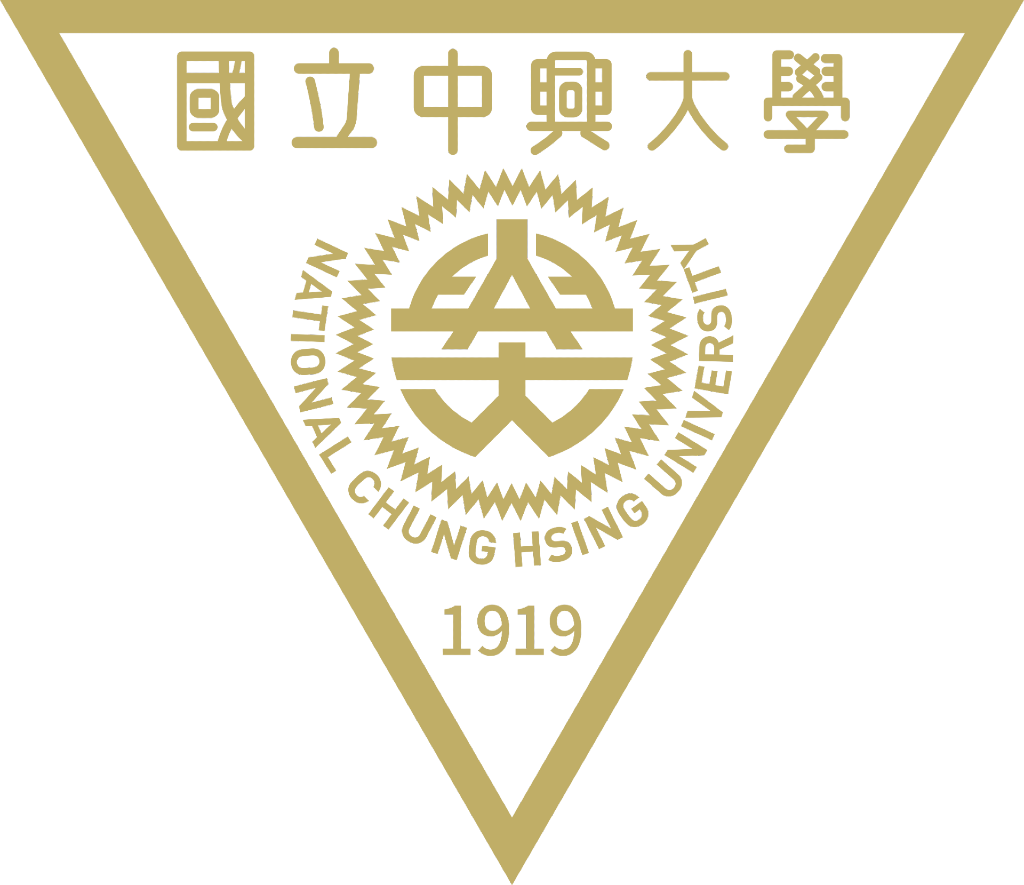 國立中興大學
NATIONAL CHUNG HSING UNIVERSITY
1919